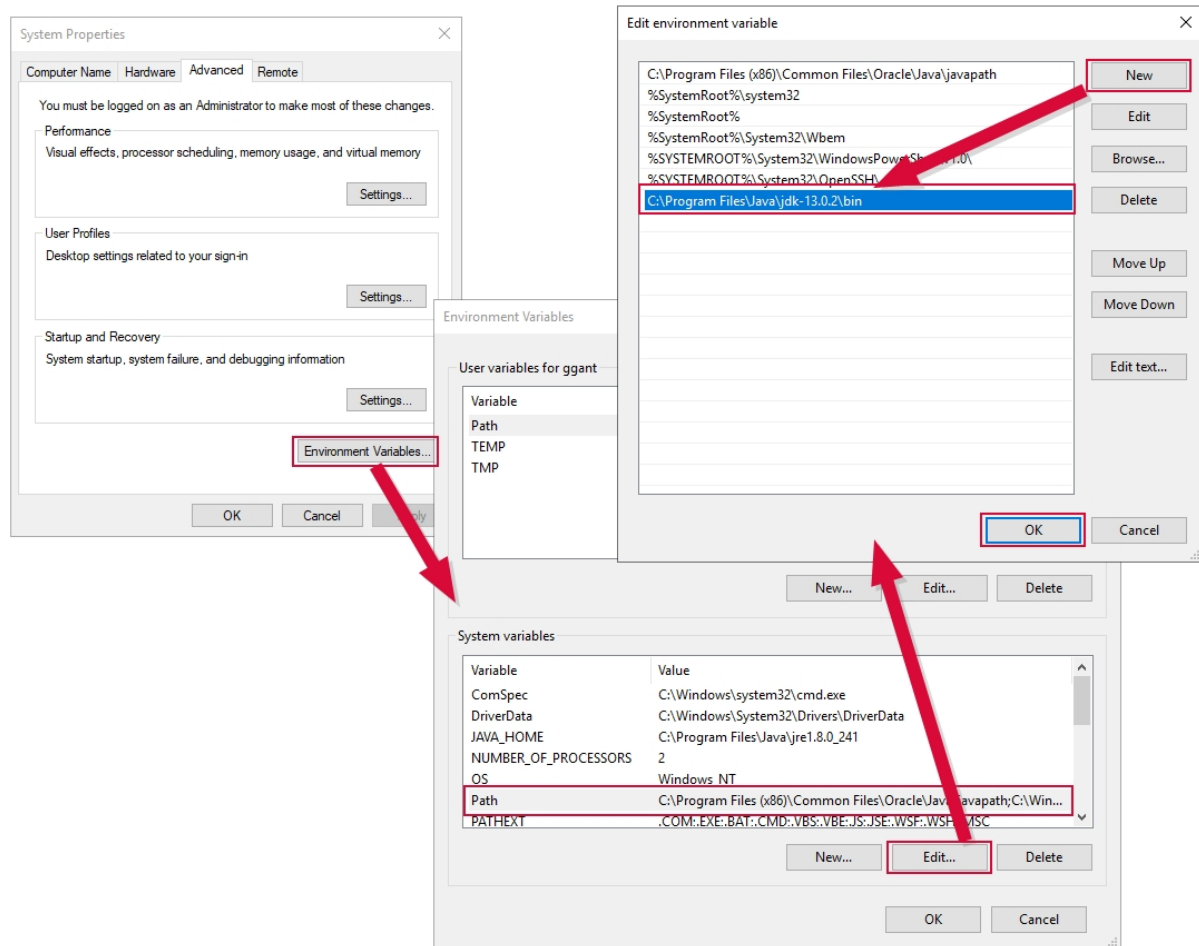 System Properties
Computer Name Hardware Advanced Remote
You must be logged on as an Administrator to make most of these changes.
Perfomance
Visual effects, processor scheduling, memory usage, and virtual memory
Settings...
User Profiles
Desktop settings related to your sign-in
Settings...
Startup and Recovery
System startup, system failure, and debugging information
Settings...
Environment Variables...
OK Cancel
Edit environment variable
C:\Program Files (x86)\Common Files\Oracle\Java\javapath
%SystemRoot%\system32
%SystemRoot%
%SystemRoot%\System32\Wbem
%SYSTEMROOT%\System32\
%SYSTEMROOT%\System32\OpenSSH\
C:\Program Files\Java\jdk-13.0.2\bin
New
Edit
Browse...
Delete
Move Up
Move Down
Edit text...
OK Cancel
Environment Variables
User variables for ggant
Variable
Path
TEMP
TMP
New... Edit... Delete
System variables
Variable Value
ComSpec C:\Windows\system32\cmd.exe
DriverData C:\Windows\System32\Drivers\DriverData
JAVA_HOME C:\Program Files\Java\jre1.8.0_241
NUMBER_OF_PROCESSORS 2
OS Windows_NT
Path C:\Program Files (x86)\Common Files\Oracle\Java\javapath;C:\Win...
PATHEXT .COM;.EXE;.BAT;.CMD;.VBS;.VBE;.JS;.JSE;.WSF;.WSH;.MSC
New... Edit... Delete
OK Cancel